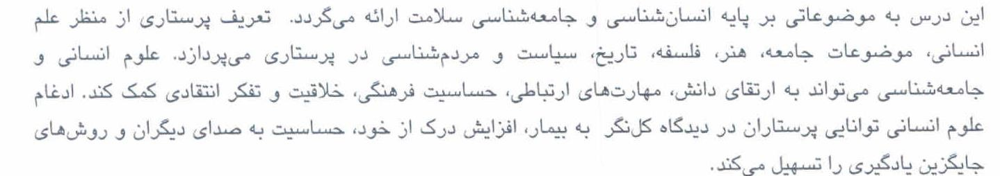 این درس به موضوعاتی بر پایه انسان‌شناسی و جامعه‌شناسی سلامت ارائه می‌گردد. تعریف پرستاری از منظر علم
انسانی، موضوعات جامعه، هنر، فلسفه، تاریخ، سیاست و مردم‌شناسی در پرستاری می‌پردازد. علوم انسانی و
جامعه‌شناسی می‌تواند به ارتقای دانش، مهارت‌های ارتباطی، حساسیت فرهنگی، خلاقیت و تفکر انتقادی کمک کند. ادغام
علوم انسانی توانایی پرستاران در دیدگاه کل‌نگر به بیمار، افزایش درک از خود، حساسیت به صدای دیگران و روش‌های
جایگزین یادگیری را تسهیل می‌کند.